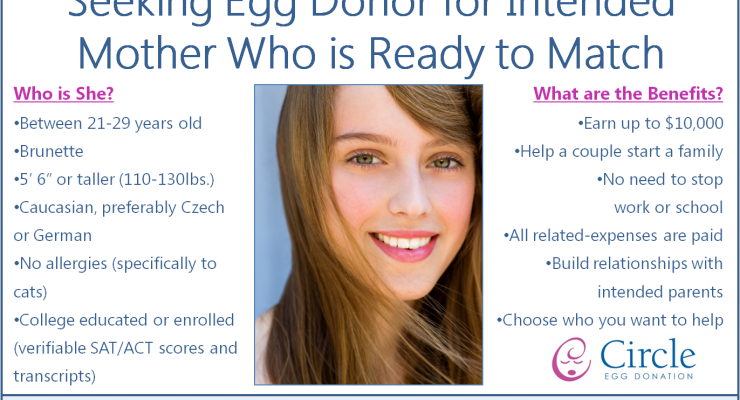 Seeking Egg Donor for Intended
Mother Who is Ready to Match
Who is She?
•Between 21-29 years old
•Brunette
•5’ 6” or taller (110-130lbs.)
•Caucasian, preferably Czech
or German
•No allergies (specifically to
cats)
•College educated or enrolled
(verifiable SAT/ACT scores and
transcripts)
What are the Benefits?
•Earn up to $10,000
•Help a couple start a family
•No need to stop
work or school
•All related-expenses are paid
•Build relationships with
intended parents
•Choose who you want to help
Circle
EGG DONATION